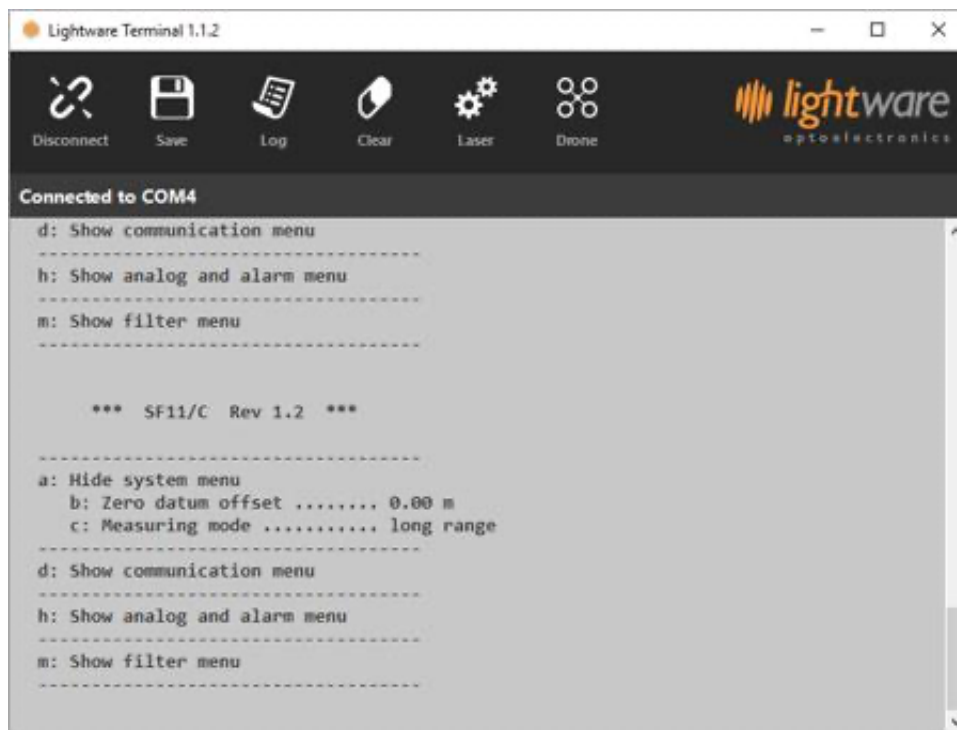 Lightware Terminal 1.1.2
Disconnect Save Log Clear Laser Drone
lightware
optoelectronics
Connected to COM4
d: Show communication menu
-----------------------------------
h: Show analog and alarm menu
-----------------------------------
m: Show filter menu
-----------------------------------
*** SF11/C Rev 1.2 ***
-----------------------------------
a: Hide system menu
b: Zero datum offset ........ 0.00 m
c: Measuring mode ........... long range
-----------------------------------
d: Show communication menu
-----------------------------------
h: Show analog and alarm menu
-----------------------------------
m: Show filter menu
-----------------------------------